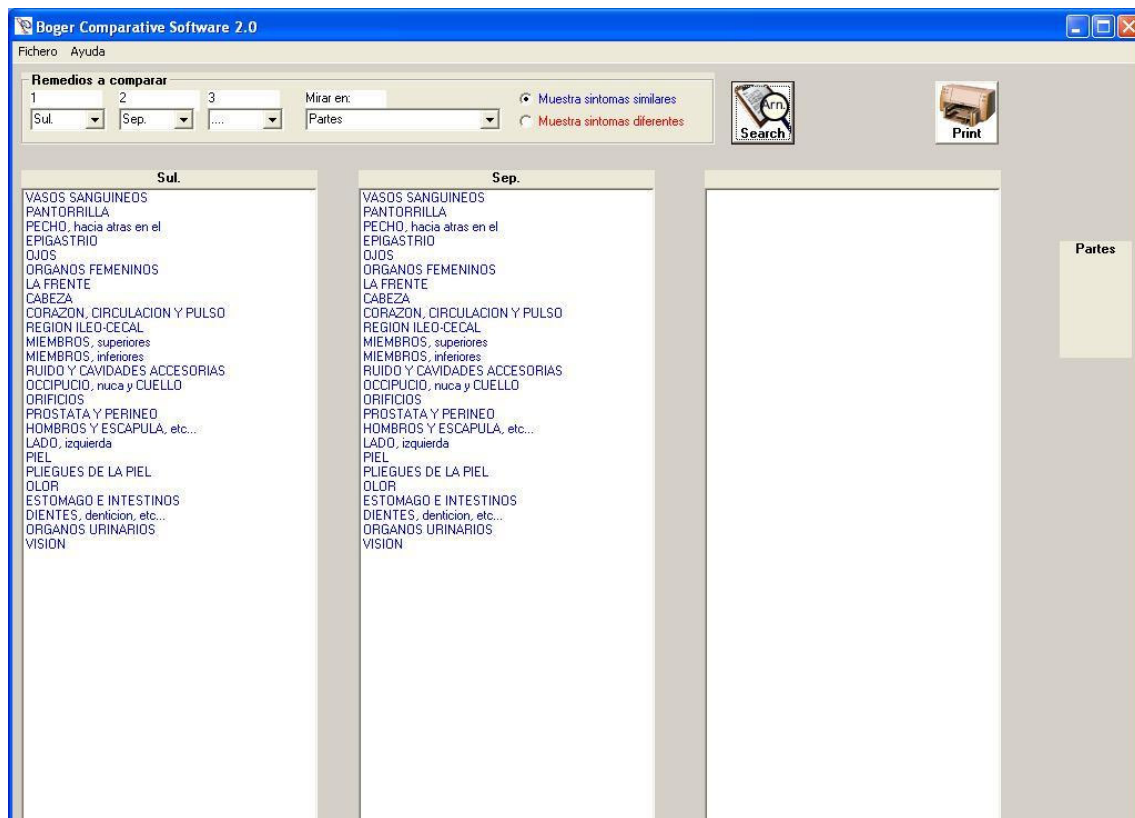 Boger Comparative Software 2.0
Fichero Ayuda
Remedios a comparar
1 2 3 Mirar en: Muestra sintomas similares
Sul. Sep. .... Partes Muestra sintomas diferentes
Arn.
Search
Print
Sul.
VASOS SANGUINEOS
PANTORRILLA
PECHO, hacia atras en el
EPIGASTRIO
OJOS
ORGANOS FEMENINOS
LA FRENTE
CABEZA
CORAZON, CIRCULACION Y PULSO
REGION ILEO-CECAL
MIEMBROS, superiores
MIEMBROS, inferiores
RUIDO Y CAVIDADES ACCESORIAS
OCCIPUCIO, nuca y CUELLO
ORIFICIOS
PROSTATA Y PERINEO
HOMBROS Y ESCAPULA, etc...
LADO, izquierda
PIEL
PLIEGUES DE LA PIEL
OLOR
ESTOMAGO E INTESTINOS
DIENTES, denticion, etc...
ORGANOS URINARIOS
VISION
Sep.
VASOS SANGUINEOS
PANTORRILLA
PECHO, hacia atras en el
EPIGASTRIO
OJOS
ORGANOS FEMENINOS
LA FRENTE
CABEZA
CORAZON, CIRCULACION Y PULSO
REGION ILEO-CECAL
MIEMBROS, superiores
MIEMBROS, inferiores
RUIDO Y CAVIDADES ACCESORIAS
OCCIPUCIO, nuca y CUELLO
ORIFICIOS
PROSTATA Y PERINEO
HOMBROS Y ESCAPULA, etc...
LADO, izquierda
PIEL
PLIEGUES DE LA PIEL
OLOR
ESTOMAGO E INTESTINOS
DIENTES, denticion, etc...
ORGANOS URINARIOS
VISION
Partes